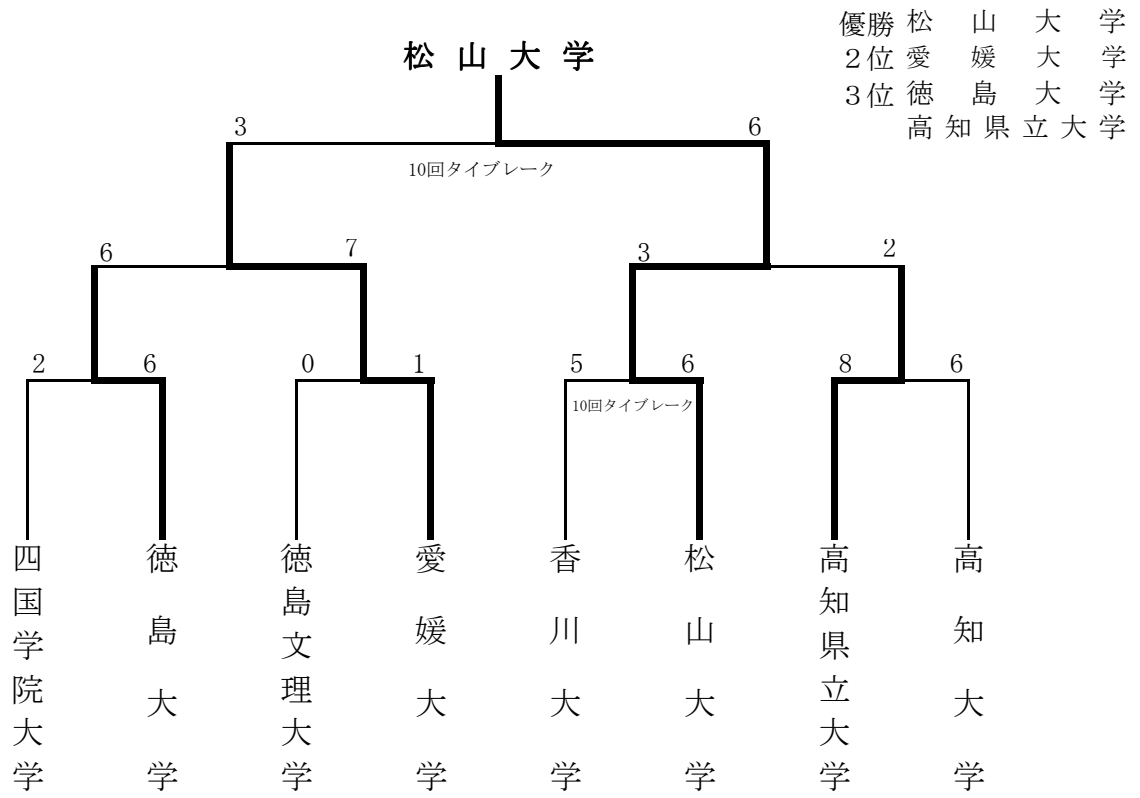 優勝 松山大学
2位 愛媛大学
3位 徳島大学
高知県立大学
松山大学
3 6
10回タイブレーク
6 7 3 2
2 6 0 1 5 6 8 6
10回タイブレーク
四国学院大学
徳島大学
徳島文理大学
愛媛大学
香川大学
松山大学
高知県立大学
高知大学